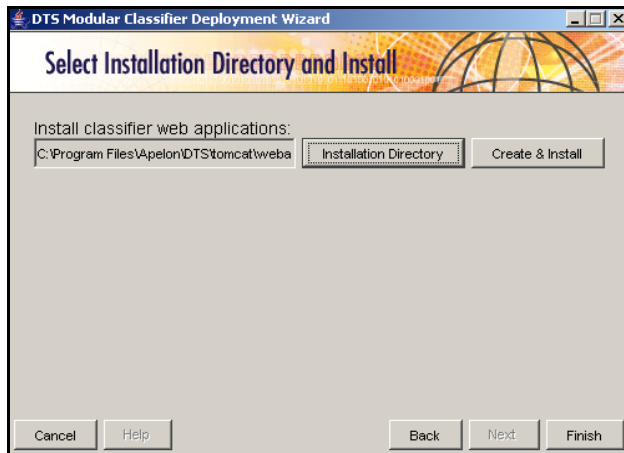 DTS Modular Classifier Deployment Wizard
Select Installation Directory and Install
Install classifier web applications:
C:\Program Files\Apelon\DTS\tomcat\weba
Installation Directory
Create & Install
Cancel
Help
Back
Next
Finish